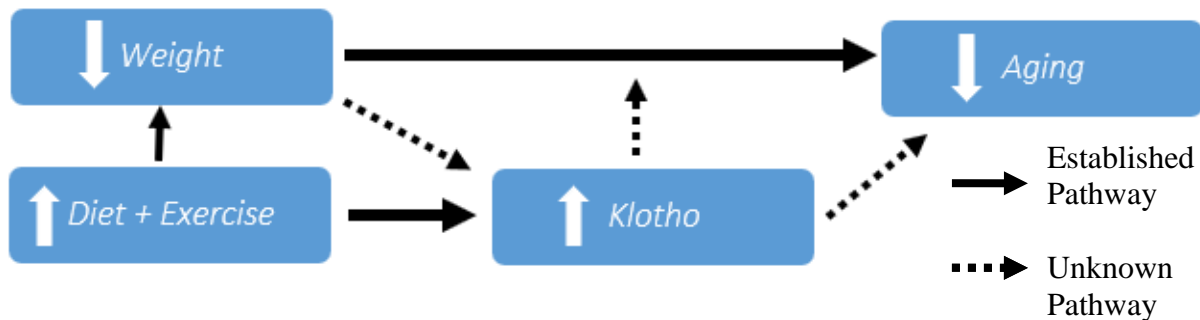 Weight
Aging
Diet + Exercise
Klotho
Established
Pathway
Unknown
Pathway